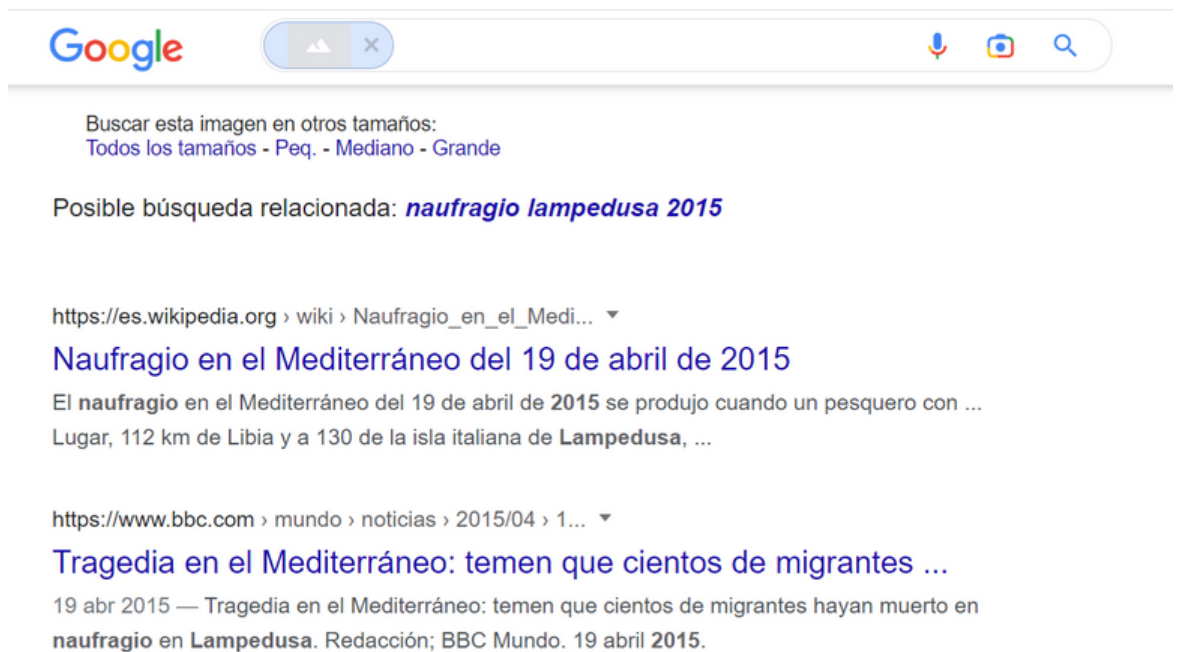 Google
Buscar esta imagen en otros tamaños:
Todos los tamaños - Peq. - Mediano - Grande
Posible búsqueda relacionada: naufragio lampedusa 2015
https://es.wikipedia.org › wiki › Naufragio_en_el_Medi...
Naufragio en el Mediterráneo del 19 de abril de 2015
El naufragio en el Mediterráneo del 19 de abril de 2015 se produjo cuando un pesquero con ...
Lugar, 112 km de Libia y a 130 de la isla italiana de Lampedusa, ...
https://www.bbc.com › mundo › noticias › 2015/04 › 1...
Tragedia en el Mediterráneo: temen que cientos de migrantes ...
19 abr 2015 — Tragedia en el Mediterráneo: temen que cientos de migrantes hayan muerto en
naufragio en Lampedusa. Redacción; BBC Mundo. 19 abril 2015.